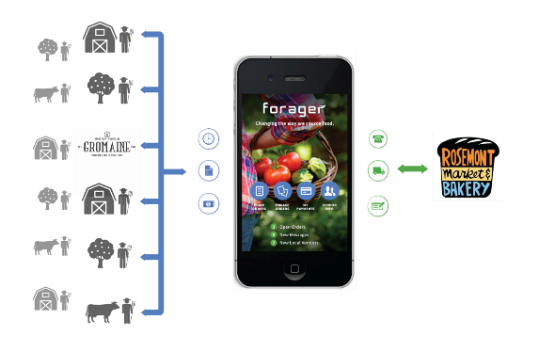 GROMAINE
forager
Changing the way we source food.
Open Orders
New Messages
New Local Vendors
ROSEMONT
Market &
BAKERY